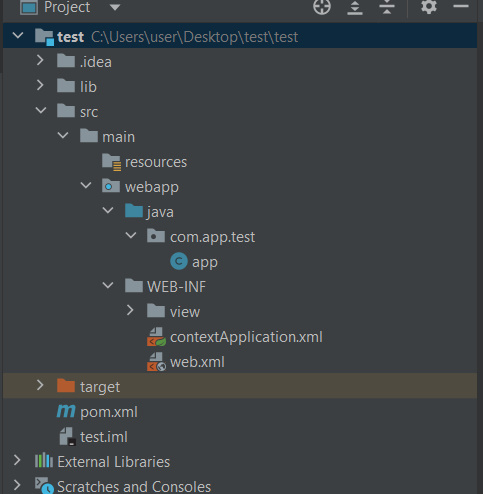 Project
test C:\Users\user\Desktop\test\test
.idea
lib
src
main
resources
webapp
java
com.app.test
app
WEB-INF
view
contextApplication.xml
web.xml
target
pom.xml
test.iml
External Libraries
Scratches and Consoles